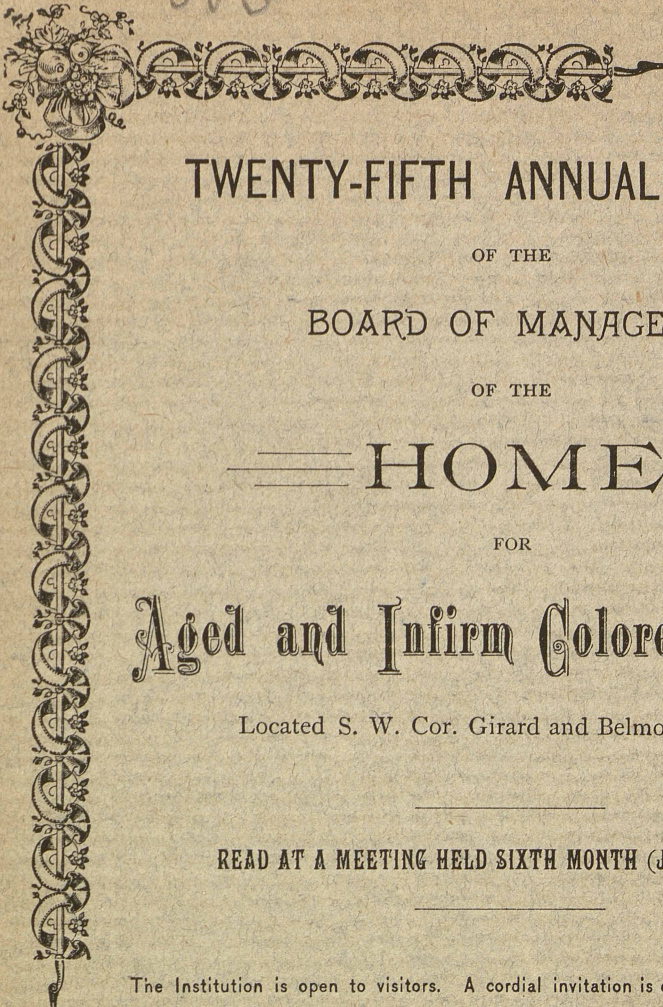 TWENTY-FIFTH ANNUAL
OF THE
BOARD OF MANAGE
OF THE
HOME
FOR
Aged and Infirm Colore
Located S. W. Cor. Girard and Belmo
READ AT A MEETING HELD SIXTH MONTH (J
The Institution is open to visitors. A cordial invitation is